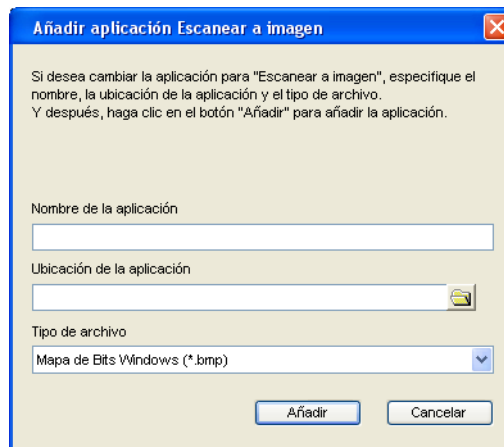 Añadir aplicación Escanear a imagen
Si desea cambiar la aplicación para "Escanear a imagen", especifique el
nombre, la ubicación de la aplicación y el tipo de archivo.
Y después, haga clic en el botón "Añadir" para añadir la aplicación.
Nombre de la aplicación
Ubicación de la aplicación
Tipo de archivo
Mapa de Bits Windows (*.bmp)
Añadir
Cancelar